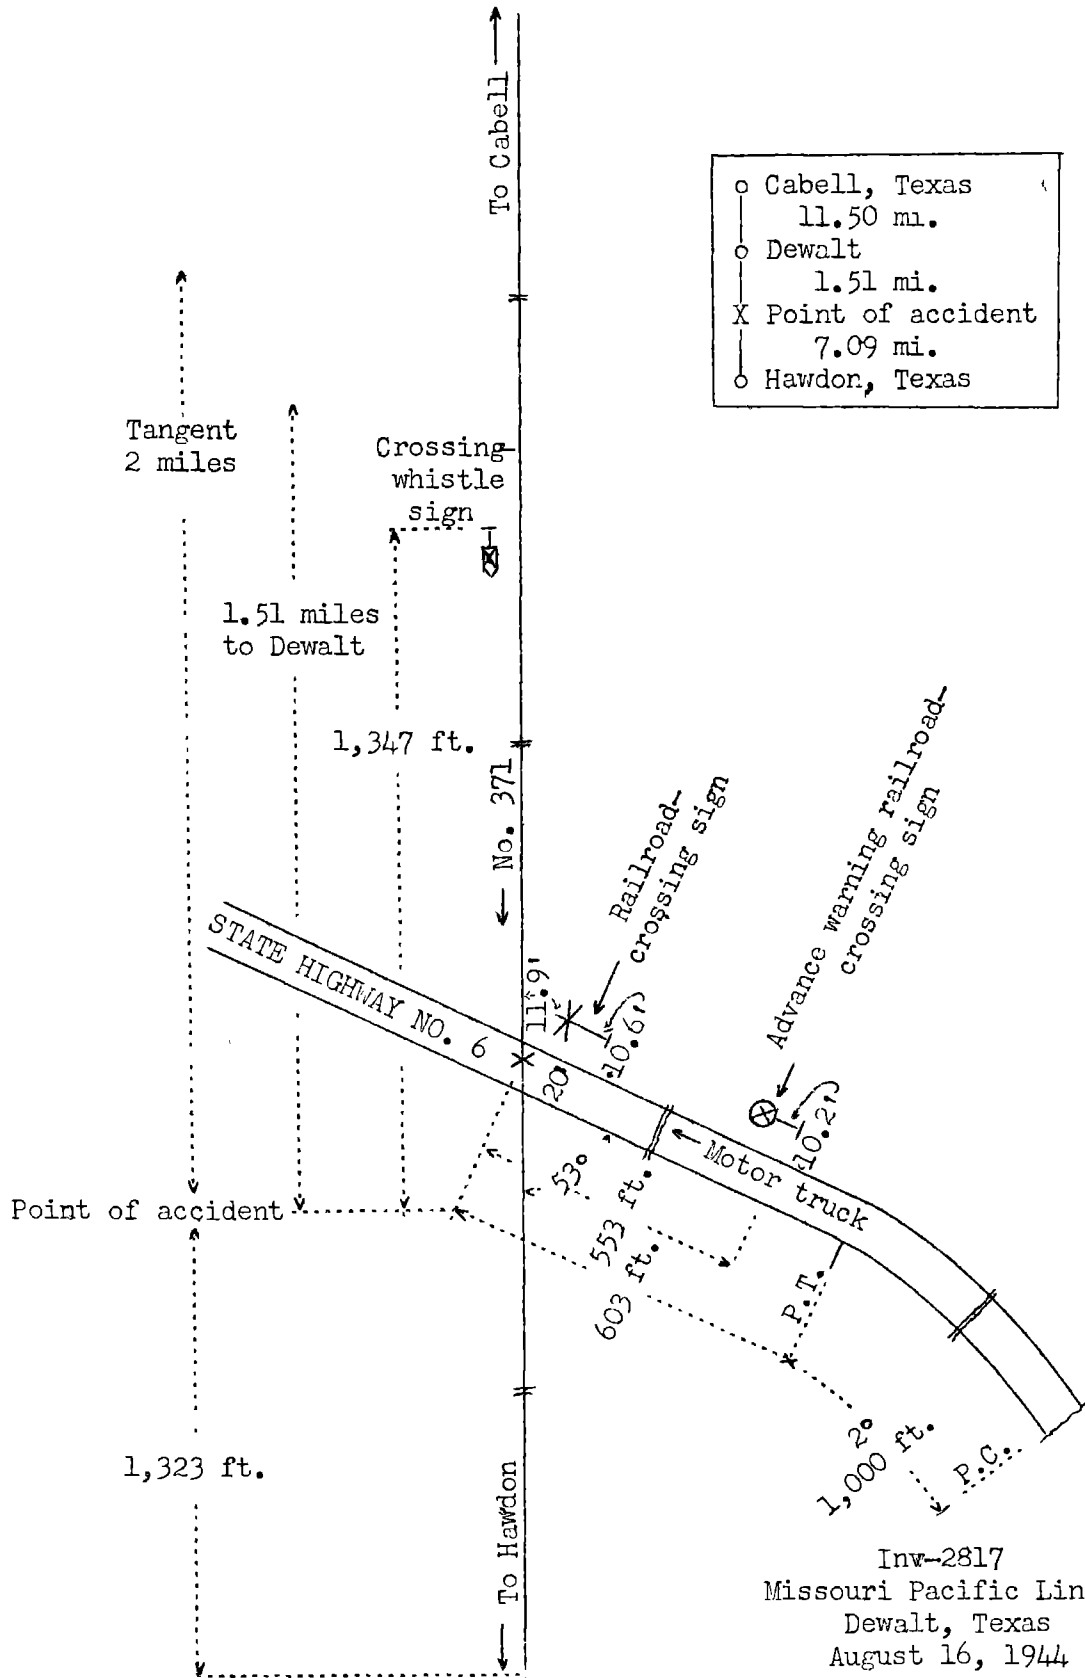 To Cabell
Cabell, Texas
11.50 mi.
Dewalt
1.51 mi.
X Point of accident
7.09 mi.
Hawdon, Texas
Tangent
2 miles
Crossing
whistle
sign
1.51 miles
to Dewalt
1,347 ft.
No. 371
Railroad-
crossing sign
Advance warning railroad-
crossing sign
STATE HIGHWAY NO. 6
11.9'
10.6'
20'
10.2'
Motor truck
53°
553 ft.
603 ft.
P.T.
Point of accident
2°
1,000 ft.
P.C.
1,323 ft.
To Hawdon
Inv-2817
Missouri Pacific Lin
Dewalt, Texas
August 16, 1944